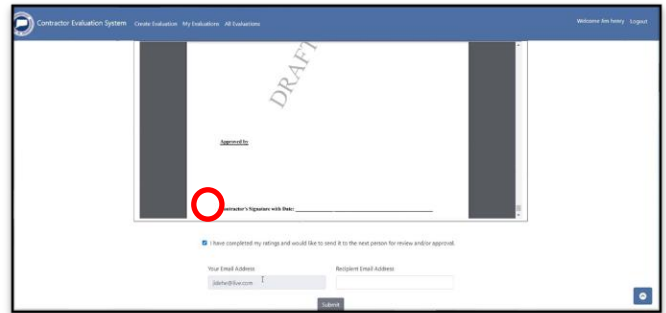 Contractor Evaluation System Create Evaluation My Evaluations All Evaluations Welcome Jim henry Logout
DRAFT
Approved by
ontractor's Signature with Date:
I have completed my ratings and would like to send it to the next person for review and/or approval.
Your Email Address Recipient Email Address
Submit